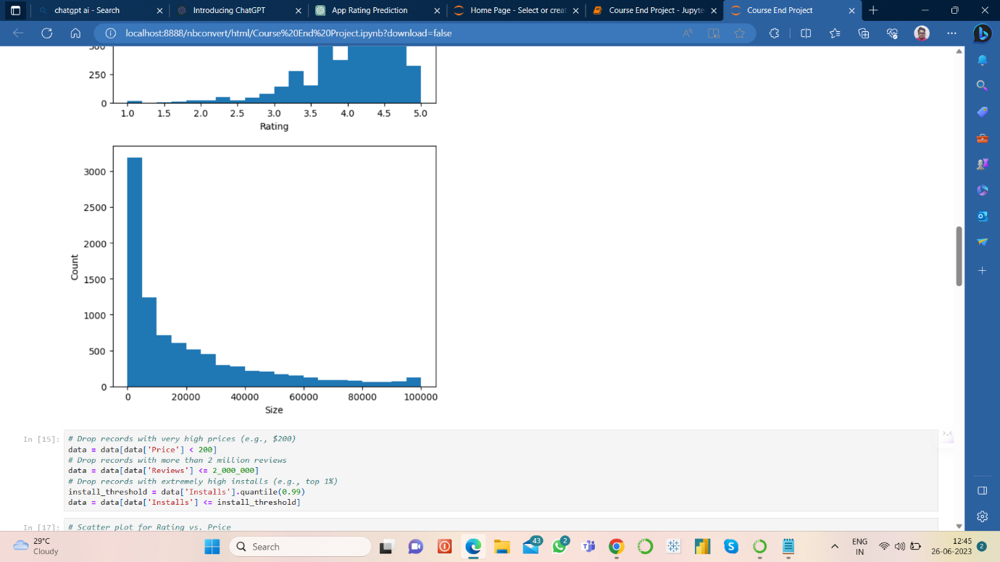 chatgpt ai - Search
Introducing ChatGPT
App Rating Prediction
Home Page - Select or creat
Course End Project - Jupyte
Course End Project
localhost:8888/nbconvert/html/Course%20End%20Project.ipynb?download=false
500
250
0
1.0 1.5 2.0 2.5 3.0 3.5 4.0 4.5 5.0
Rating
3000
2500
2000
1500
1000
500
0
Count
0 20000 40000 60000 80000 100000
Size
In [15]:
# Drop records with very high prices (e.g., $200)
data = data[data['Price'] < 200]
# Drop records with more than 2 million reviews
data = data[data['Reviews'] <= 2_000_000]
# Drop records with extremely high installs (e.g., top 1%)
install_threshold = data['Installs'].quantile(0.99)
data = data[data['Installs'] <= install_threshold]
In [17]:
# Scatter plot for Rating vs. Price
29°C
Cloudy
Search
43
2
ENG
IN
12:45
26-06-2023
2